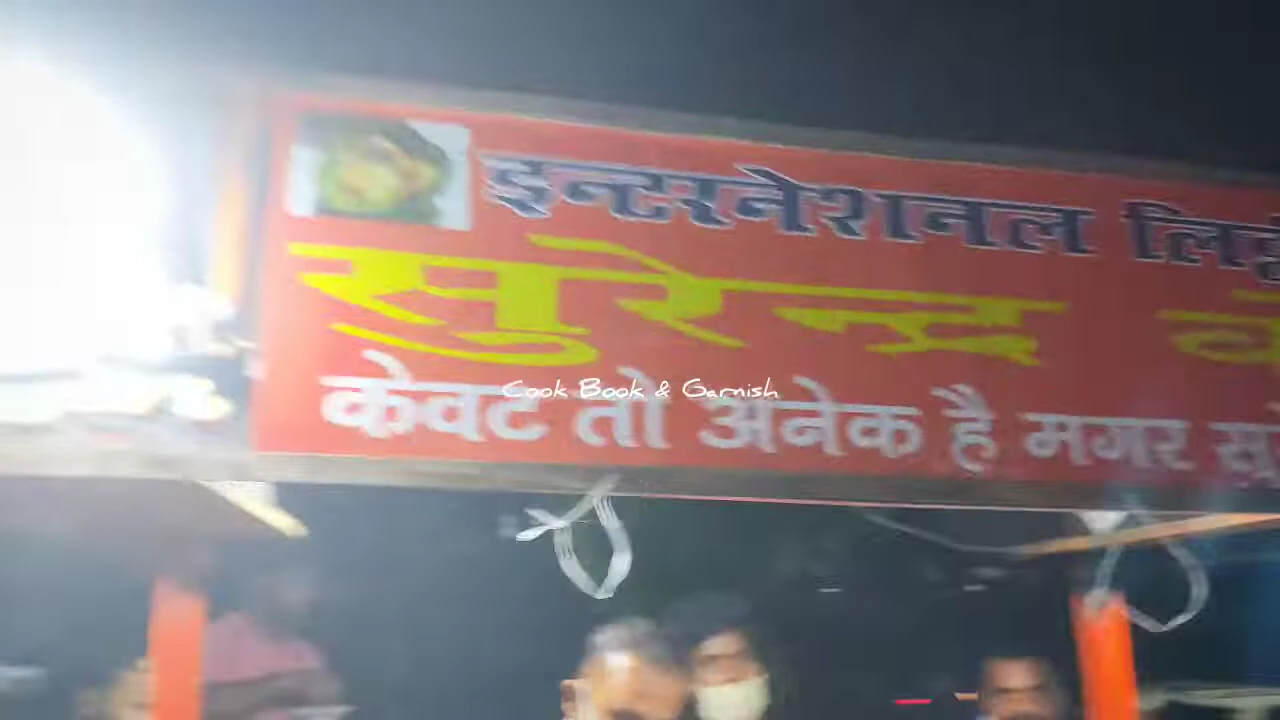 इन्टरनेशनल
सुरेन्द्र
केवट तो अनेक है मगर
Cook Book & Garnish